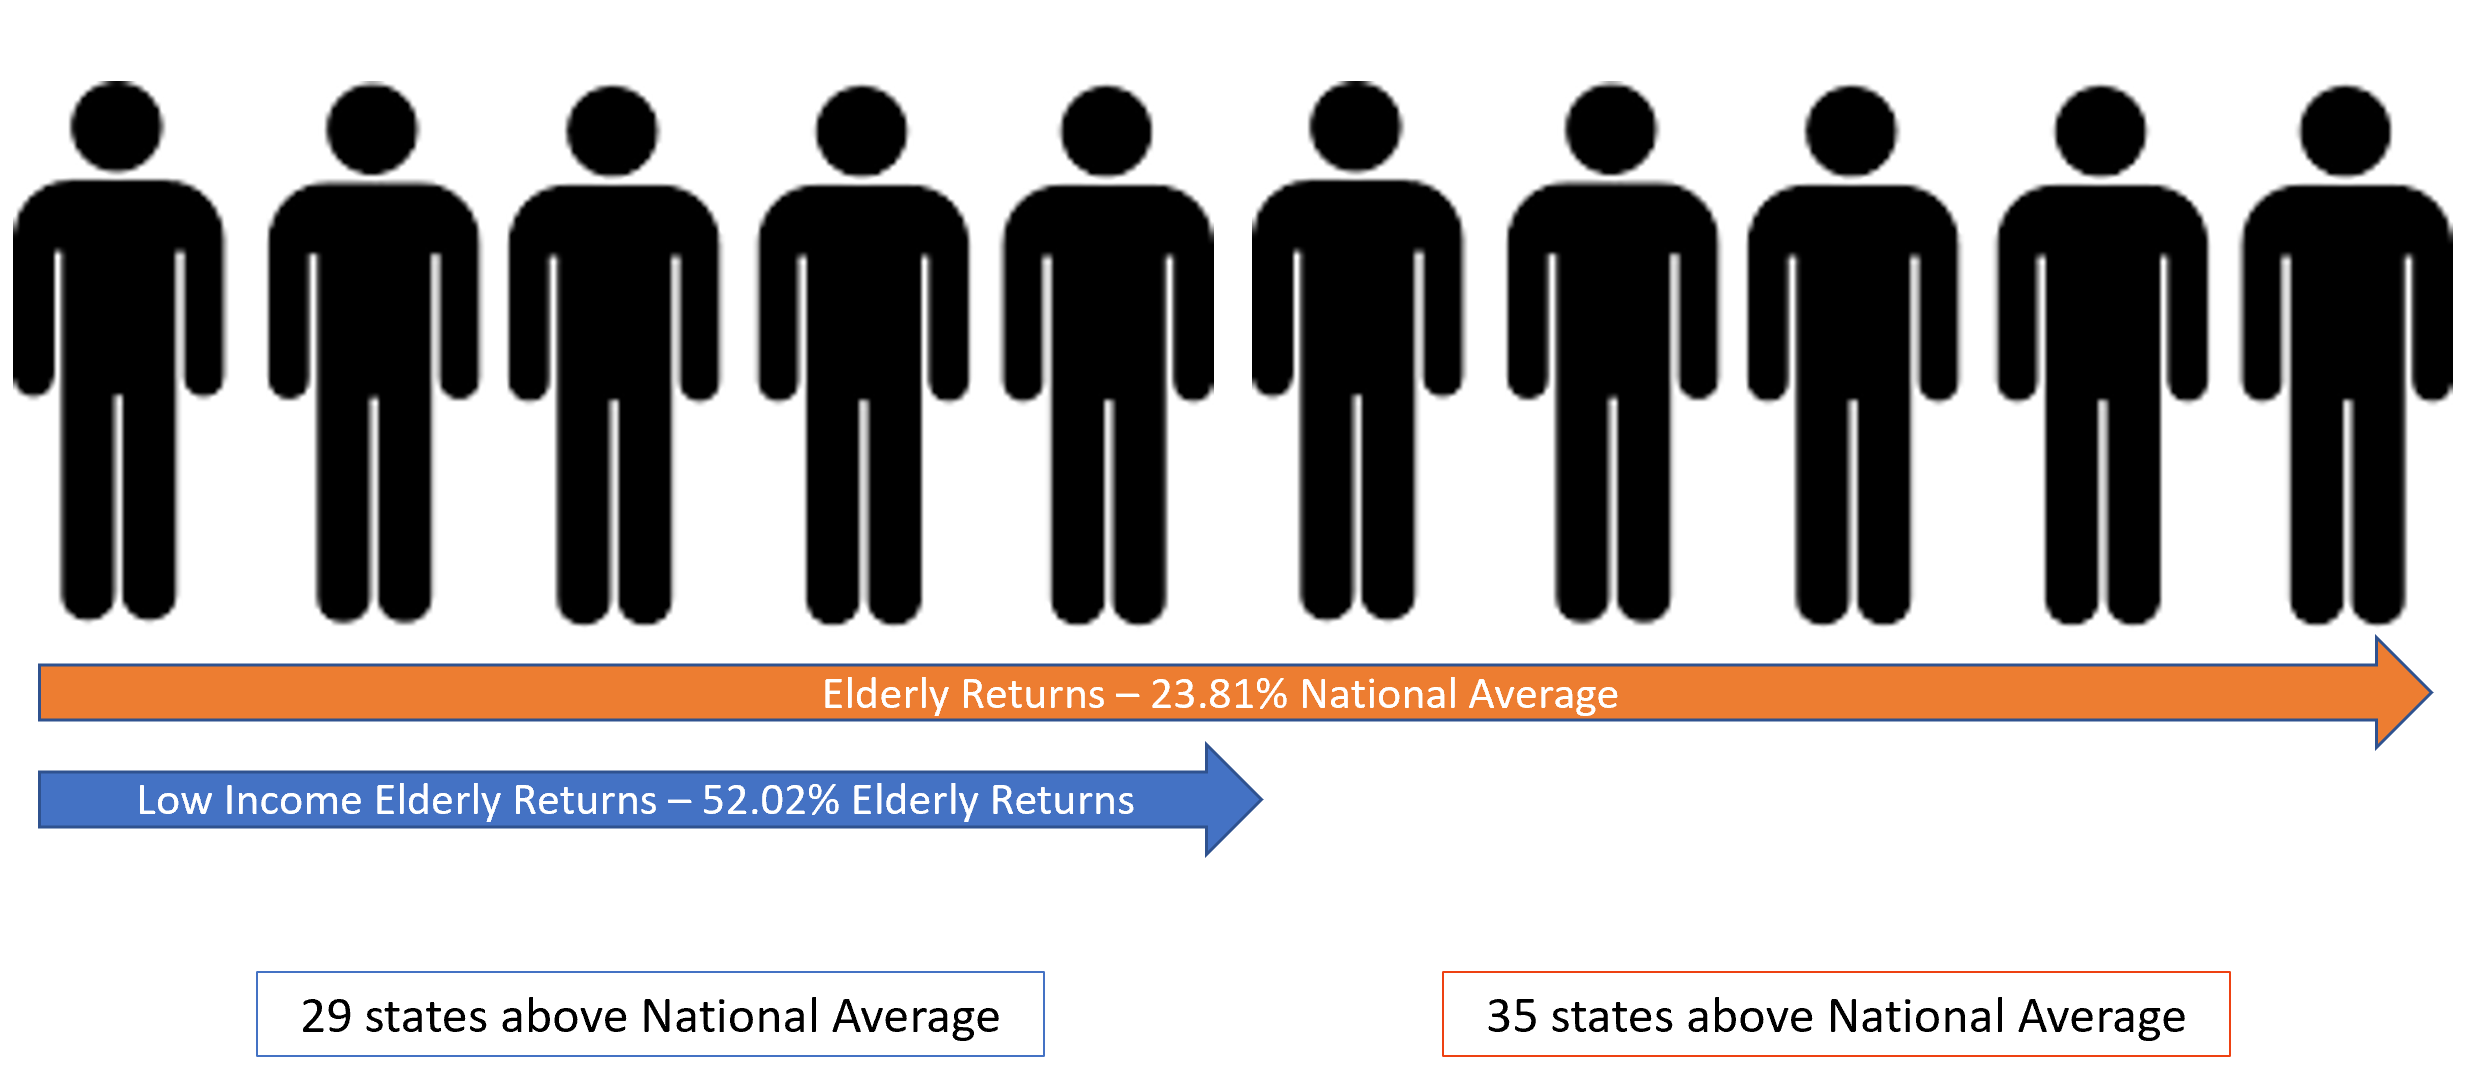 Elderly Returns – 23.81% National Average
Low Income Elderly Returns – 52.02% Elderly Returns
29 states above National Average
35 states above National Average